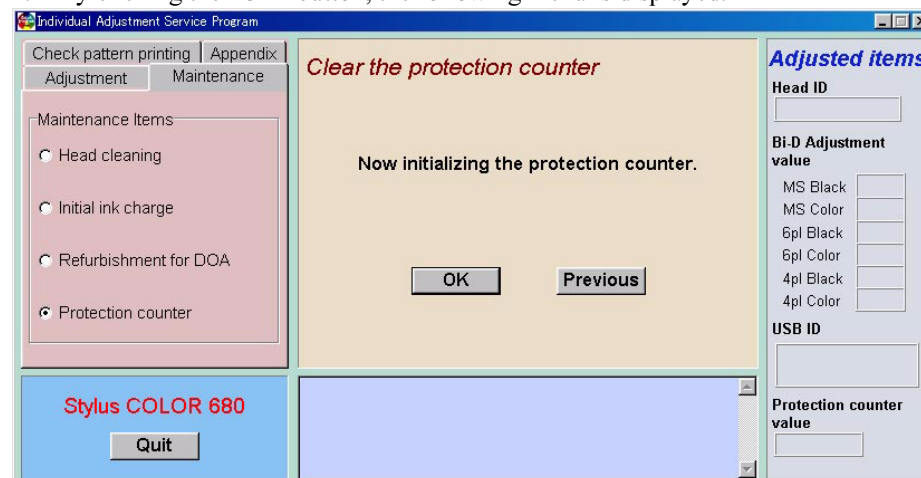 Individual Adjustment Service Program
Check pattern printing
Appendix
Adjustment
Maintenance
Maintenance Items
Head cleaning
Initial ink charge
Refurbishment for DOA
Protection counter
Stylus COLOR 680
Quit
Clear the protection counter
Now initializing the protection counter.
OK
Previous
Adjusted items
Head ID
Bi-D Adjustment
value
MS Black
MS Color
6pl Black
6pl Color
4pl Black
4pl Color
USB ID
Protection counter
value